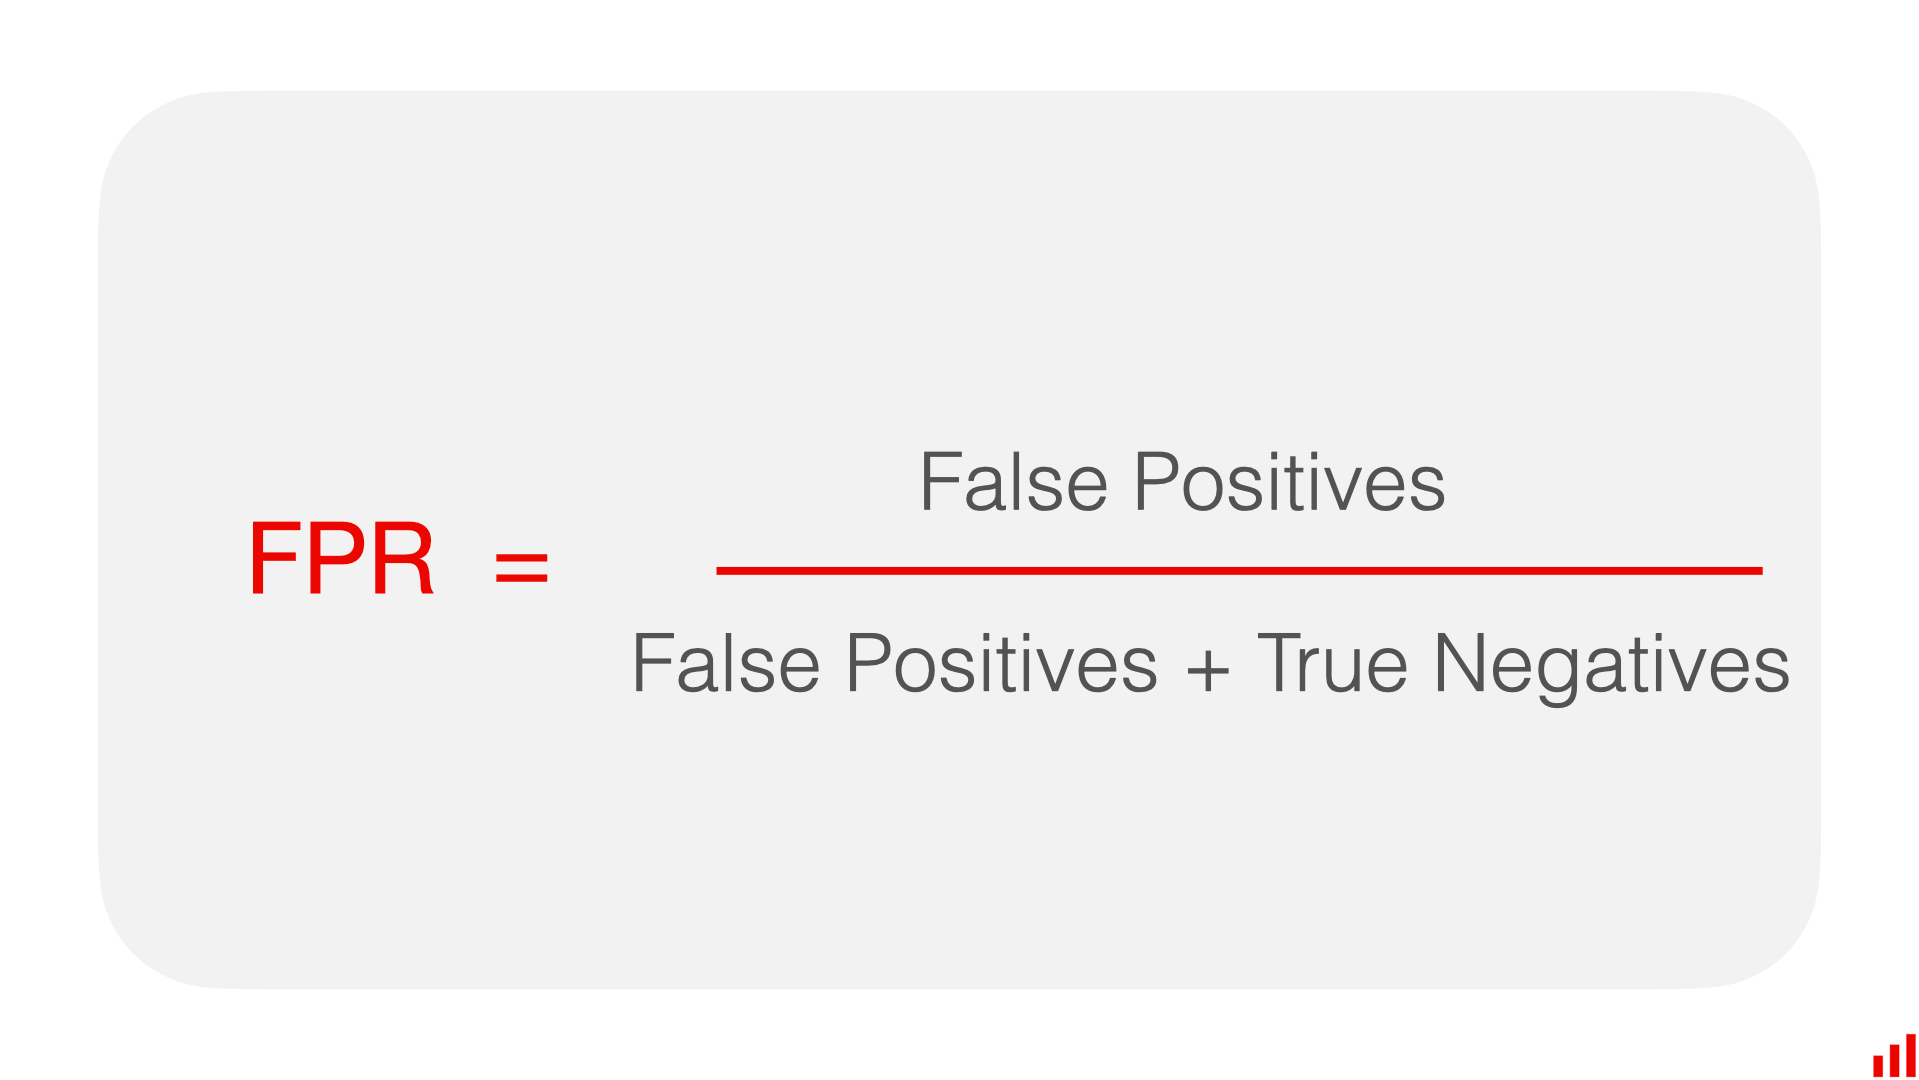 False Positives
FPR =
False Positives + True Negatives